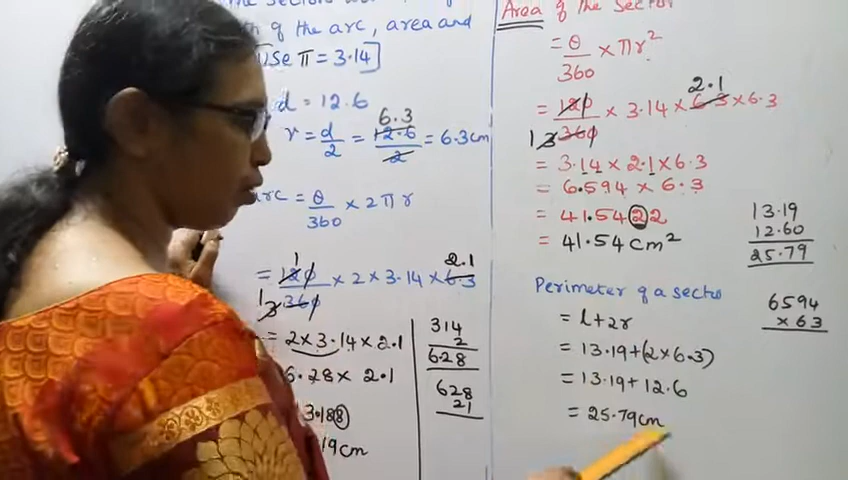 the sectors
of the arc, area and
[Use π = 3.14]
d = 12.6
r = d/2 = 12.6/2 = 6.3cm
6.3
arc = θ/360 × 2πr
1 2.1
= 120/360 × 2 × 3.14 × 6.3
1 3
= 2×3.14×2.1
6.28 × 2.1
3.188
19cm
314
2
628
628
21
Area of the Sector
= θ/360 × πr²
2.1
= 120/360 × 3.14 × 6.3 × 6.3
1 3
= 3.14 × 2.1 × 6.3
= 6.594 × 6.3
= 41.5422
= 41.54 cm²
Perimeter of a sector
= l+2r
= 13.19+(2×6.3)
= 13.19+12.6
= 25.79cm
13.19
12.60
25.79
6594
×63